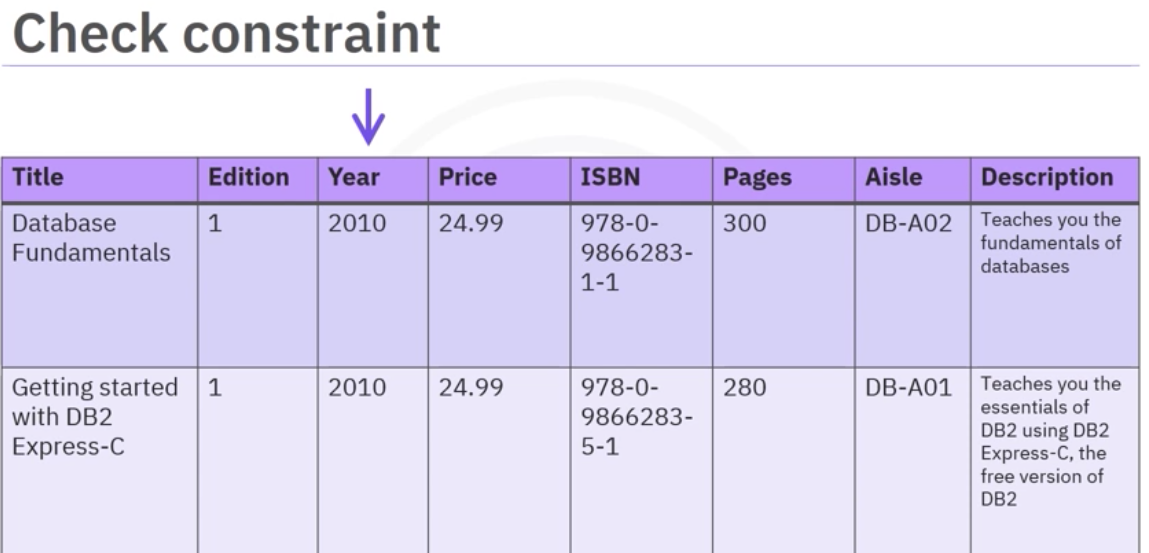 Check constraint
Title Edition Year Price ISBN Pages Aisle Description
Database
Fundamentals
1
2010
24.99
978-0-
9866283-
1-1
300
DB-A02
Teaches you the
fundamentals of
databases
Getting started
with DB2
Express-C
1
2010
24.99
978-0-
9866283-
5-1
280
DB-A01
Teaches you the
essentials of
DB2 using DB2
Express-C, the
free version of
DB2